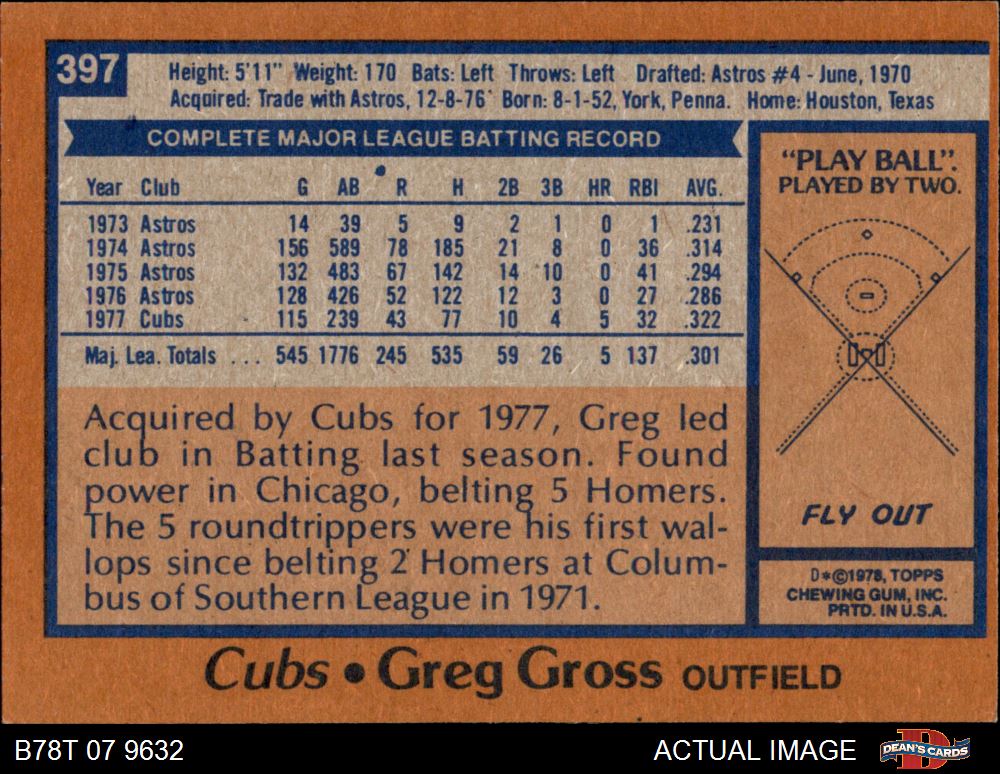 397
Height: 5'11" Weight: 170 Bats: Left Throws: Left Drafted: Astros #4 - June, 1970
Acquired: Trade with Astros, 12-8-76 Born: 8-1-52, York, Penna. Home: Houston, Texas
COMPLETE MAJOR LEAGUE BATTING RECORD
Year Club G AB R H 2B 3B HR RBI AVG.
1973 Astros 14 39 5 9 2 1 0 1 .231
1974 Astros 156 589 78 185 21 8 0 36 .314
1975 Astros 132 483 67 142 14 10 0 41 .294
1976 Astros 128 426 52 122 12 3 0 27 .286
1977 Cubs 115 239 43 77 10 4 5 32 .322
Maj. Lea. Totals ... 545 1776 245 535 59 26 5 137 .301
Acquired by Cubs for 1977, Greg led
club in Batting last season. Found
power in Chicago, belting 5 Homers.
The 5 roundtrippers were his first wal-
lops since belting 2 Homers at Colum-
bus of Southern League in 1971.
"PLAY BALL".
PLAYED BY TWO.
FLY OUT
D*©1978, TOPPS
CHEWING GUM, INC.
PRTD. IN U.S.A.
Cubs • Greg Gross OUTFIELD
B78T 07 9632
ACTUAL IMAGE
DEAN'S CARDS